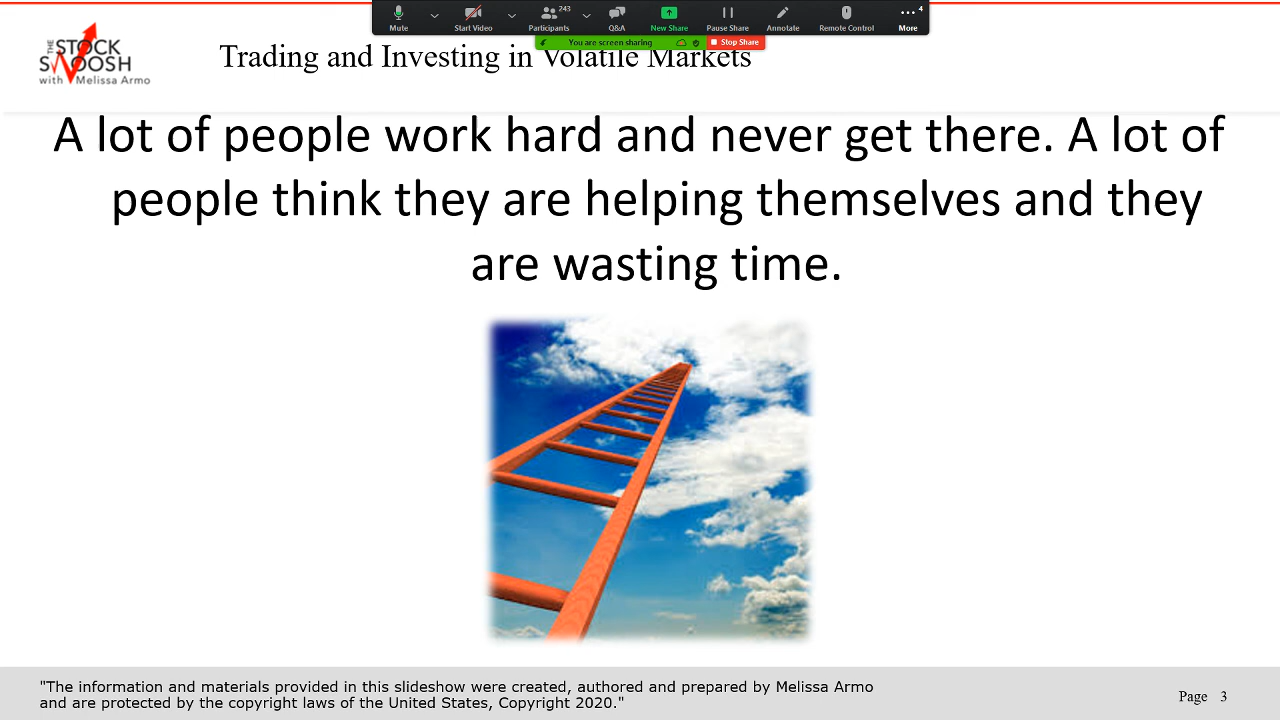 Mute
Start Video
Participants
243
Q&A
New Share
Pause Share
Annotate
Remote Control
More
4
You are screen sharing
Stop Share
THE STOCK
SWOOSH
with Melissa Armo
Trading and Investing in Volatile Markets
A lot of people work hard and never get there. A lot of
people think they are helping themselves and they
are wasting time.
"The information and materials provided in this slideshow were created, authored and prepared by Melissa Armo
and are protected by the copyright laws of the United States, Copyright 2020."
Page 3